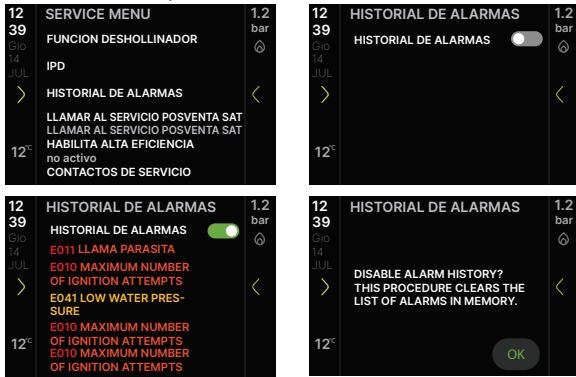 12
39
Gio
14
JUL
12°C
SERVICE MENU
FUNCION DESHOLLINADOR
IPD
HISTORIAL DE ALARMAS
LLAMAR AL SERVICIO POSVENTA SAT
LLAMAR AL SERVICIO POSVENTA SAT
HABILITA ALTA EFICIENCIA
no activo
CONTACTOS DE SERVICIO
1.2
bar
12
39
Gio
14
JUL
12°C
HISTORIAL DE ALARMAS
HISTORIAL DE ALARMAS
1.2
bar
12
39
Gio
14
JUL
12°C
HISTORIAL DE ALARMAS
HISTORIAL DE ALARMAS
E011 LLAMA PARASITA
E010 MAXIMUM NUMBER
OF IGNITION ATTEMPTS
E041 LOW WATER PRES-
SURE
E010 MAXIMUM NUMBER
OF IGNITION ATTEMPTS
E010 MAXIMUM NUMBER
OF IGNITION ATTEMPTS
1.2
bar
12
39
Gio
14
JUL
12°C
HISTORIAL DE ALARMAS
DISABLE ALARM HISTORY?
THIS PROCEDURE CLEARS THE
LIST OF ALARMS IN MEMORY.
OK
1.2
bar